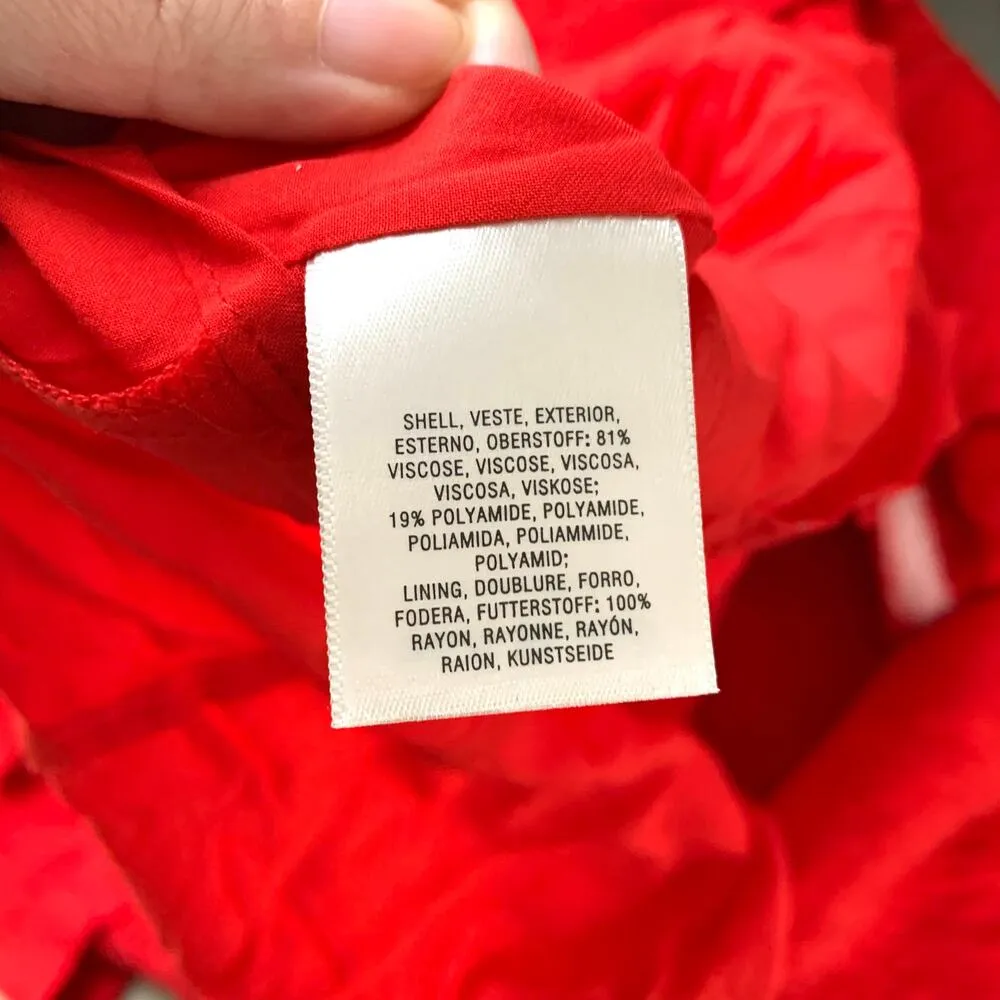 SHELL, VESTE, EXTERIOR,
ESTERNO, OBERSTOFF: 81%
VISCOSE, VISCOSE, VISCOSA,
VISCOSA, VISKOSE;
19% POLYAMIDE, POLYAMIDE,
POLIAMIDA, POLIAMMIDE,
POLYAMID;
LINING, DOUBLURE, FORRO,
FODERA, FUTTERSTOFF: 100%
RAYON, RAYONNE, RAYÓN,
RAION, KUNSTSEIDE